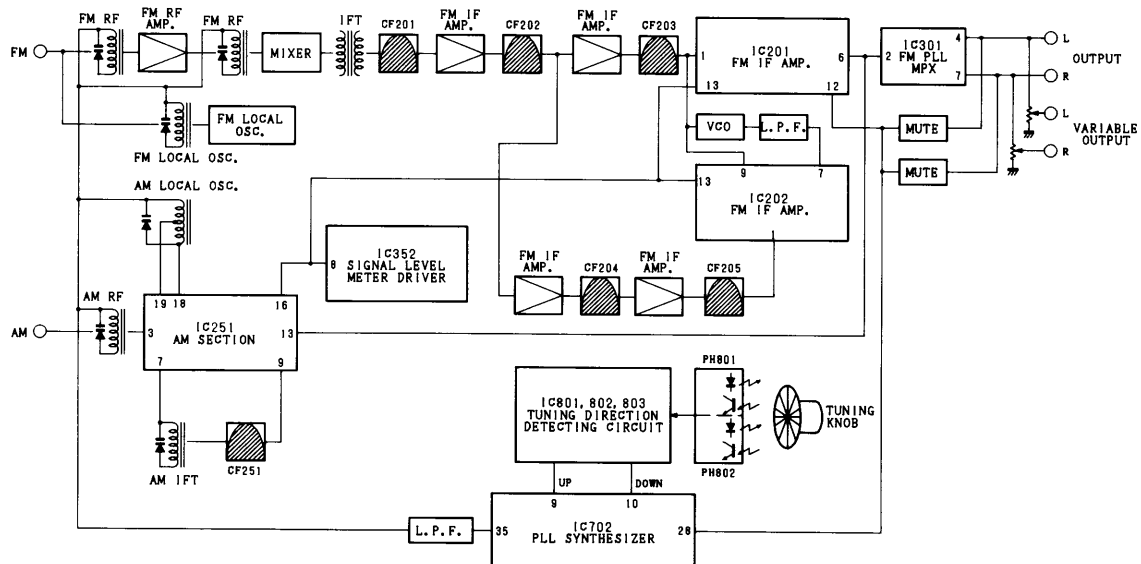 FM RF
FM RF
AMP.
FM RF
IFT
CF201
FM IF
AMP.
CF202
FM IF
AMP.
CF203
FM
MIXER
1
IC201
FM IF AMP.
6
13
12
2
IC301
FM PLL
MPX
4
7
L
OUTPUT
R
FM LOCAL
OSC.
FM LOCAL OSC.
VCO
L.P.F.
MUTE
MUTE
L
VARIABLE
OUTPUT
R
9
7
13
IC202
FM IF AMP.
1
AM LOCAL OSC.
8
IC352
SIGNAL LEVEL
METER DRIVER
FM IF
AMP.
CF204
FM IF
AMP.
CF205
AM RF
AM
19
18
16
3
IC251
AM SECTION
13
7
9
AM IFT
CF251
IC801, 802, 803
TUNING DIRECTION
DETECTING CIRCUIT
PH801
PH802
TUNING
KNOB
UP
DOWN
9
10
L.P.F.
35
IC702
PLL SYNTHESIZER
28